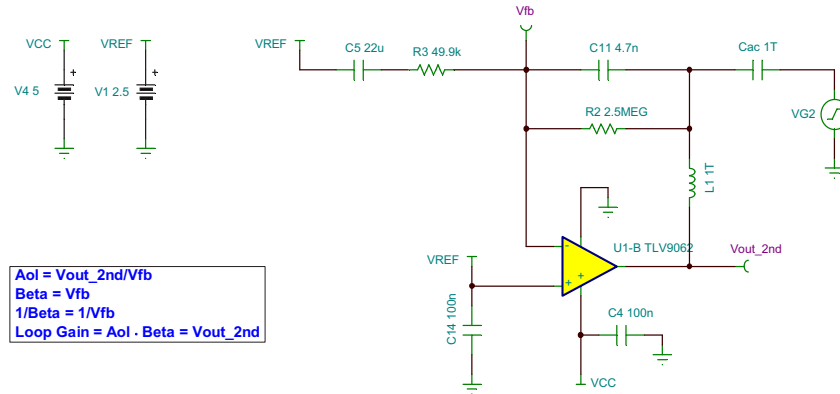 Vfb
VCC
VREF
VREF
C5 22u
R3 49.9k
C11 4.7n
Cac 1T
V4 5
V1 2.5
R2 2.5MEG
VG2
L1 1T
U1-B TLV9062
Vout_2nd
VREF
C14 100n
C4 100n
VCC
Aol = Vout_2nd/Vfb
Beta = Vfb
1/Beta = 1/Vfb
Loop Gain = Aol . Beta = Vout_2nd